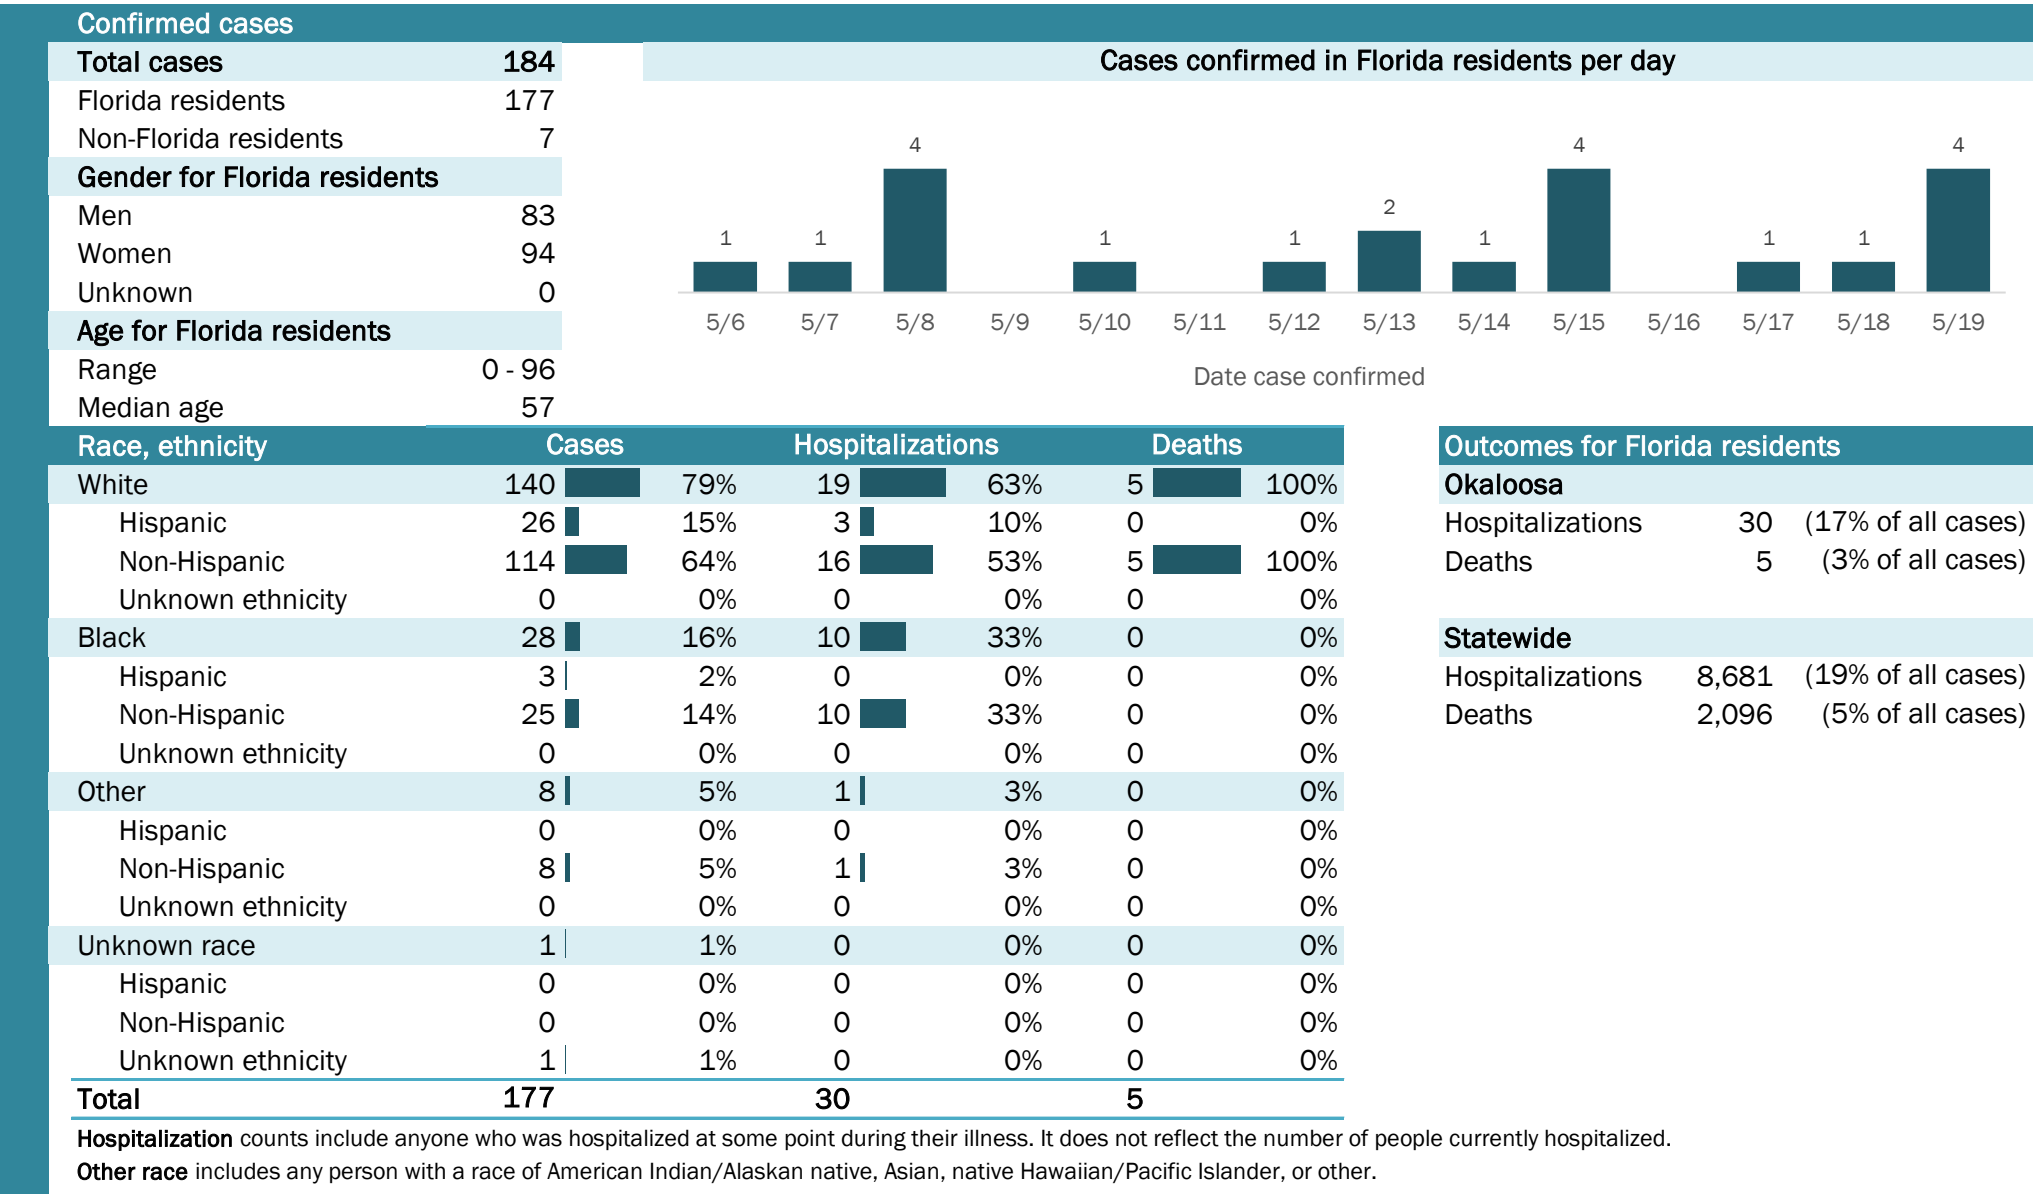 Confirmed cases
Total cases 184
Florida residents 177
Non-Florida residents 7
Gender for Florida residents
Men 83
Women 94
Unknown 0
Age for Florida residents
Range 0 - 96
Median age 57
Cases confirmed in Florida residents per day
1 1 4 1 1 2 1 4 1 1 4
5/6 5/7 5/8 5/9 5/10 5/11 5/12 5/13 5/14 5/15 5/16 5/17 5/18 5/19
Date case confirmed
Race, ethnicity Cases Hospitalizations Deaths
White 140 79% 19 63% 5 100%
Hispanic 26 15% 3 10% 0 0%
Non-Hispanic 114 64% 16 53% 5 100%
Unknown ethnicity 0 0% 0 0% 0 0%
Black 28 16% 10 33% 0 0%
Hispanic 3 2% 0 0% 0 0%
Non-Hispanic 25 14% 10 33% 0 0%
Unknown ethnicity 0 0% 0 0% 0 0%
Other 8 5% 1 3% 0 0%
Hispanic 0 0% 0 0% 0 0%
Non-Hispanic 8 5% 1 3% 0 0%
Unknown ethnicity 0 0% 0 0% 0 0%
Unknown race 1 1% 0 0% 0 0%
Hispanic 0 0% 0 0% 0 0%
Non-Hispanic 0 0% 0 0% 0 0%
Unknown ethnicity 1 1% 0 0% 0 0%
Total 177 30 5
Outcomes for Florida residents
Okaloosa
Hospitalizations 30 (17% of all cases)
Deaths 5 (3% of all cases)
Statewide
Hospitalizations 8,681 (19% of all cases)
Deaths 2,096 (5% of all cases)
Hospitalization counts include anyone who was hospitalized at some point during their illness. It does not reflect the number of people currently hospitalized.
Other race includes any person with a race of American Indian/Alaskan native, Asian, native Hawaiian/Pacific Islander, or other.